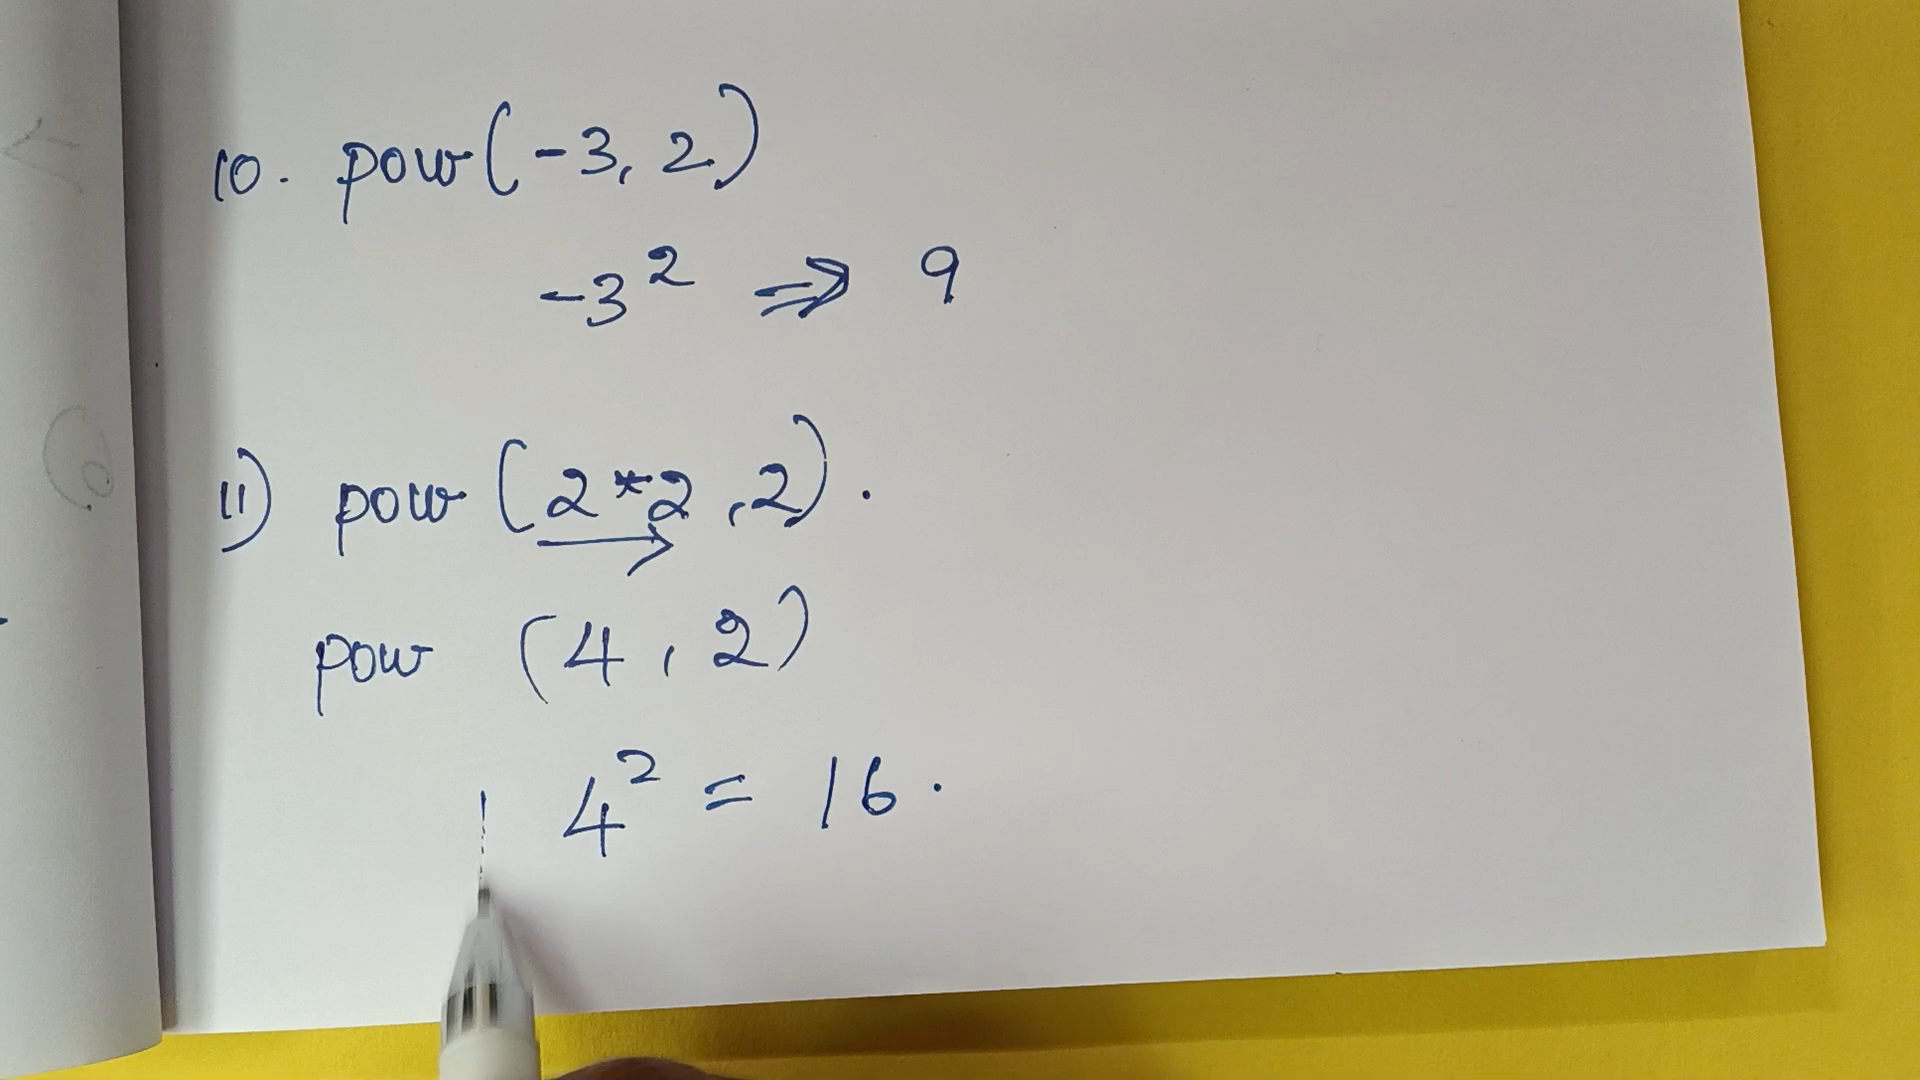 10. pow(-3, 2)
-3² ⇒ 9
11) pow (2*2, 2).
pow (4, 2)
4² = 16.